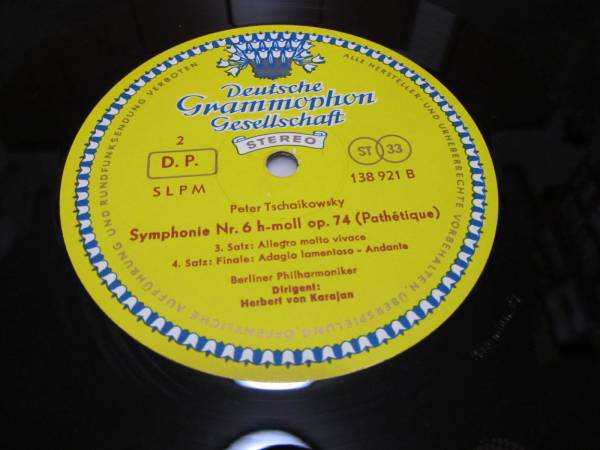 Deutsche
Grammophon
Gesellschaft
STEREO
2
D. P.
SLPM
ST 33
138 921 B
Peter Tschaikowsky
Symphonie Nr. 6 h-moll op. 74 (Pathétique)
3. Satz: Allegro molto vivace
4. Satz: Finale: Adagio lamentoso - Andante
Berliner Philharmoniker
Dirigent:
Herbert von Karajan
ALLE HERSTELLER- UND URHEBERRECHTE VORBEHALTEN, ÜBERSPIELUNG, ÖFFENTLICHE AUFFÜHRUNG UND RUNDFUNKSENDUNG VERBOTEN